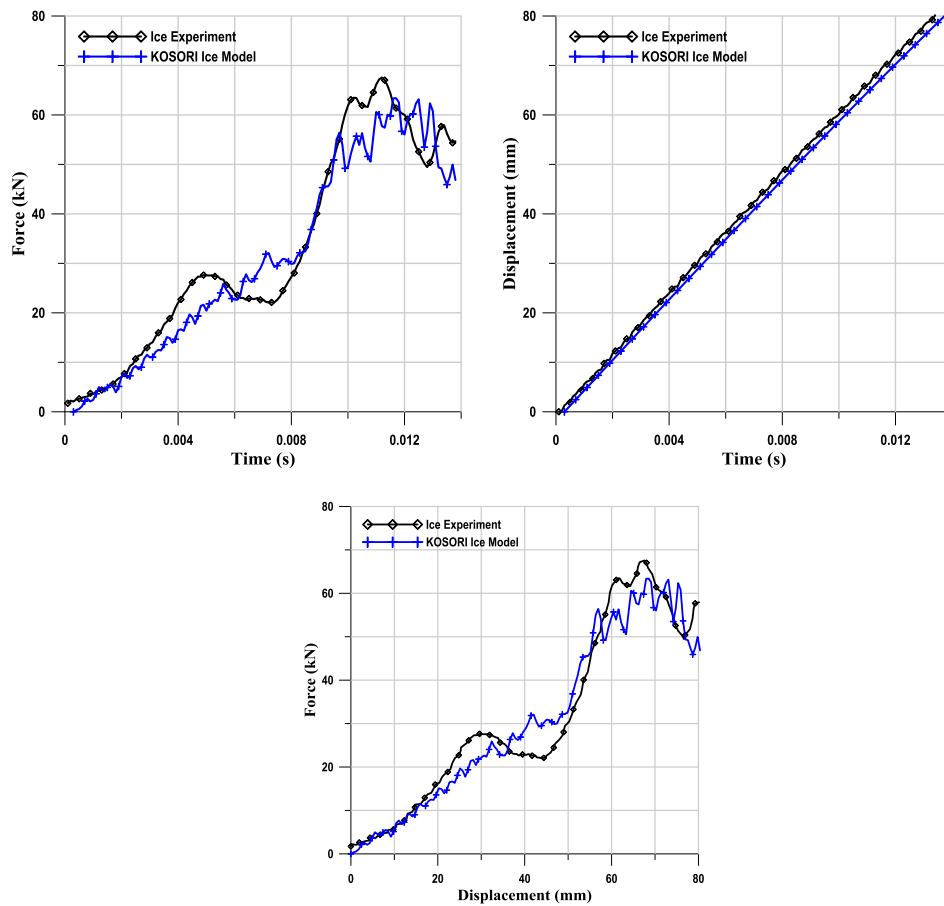 80
60
40
20
0
Force (kN)
Ice Experiment
KOSORI Ice Model
0
0.004
0.008
0.012
Time (s)
80
60
40
20
0
Displacement (mm)
Ice Experiment
KOSORI Ice Model
0
0.004
0.008
0.012
Time (s)
80
60
40
20
0
Force (kN)
Ice Experiment
KOSORI Ice Model
0
20
40
60
80
Displacement (mm)